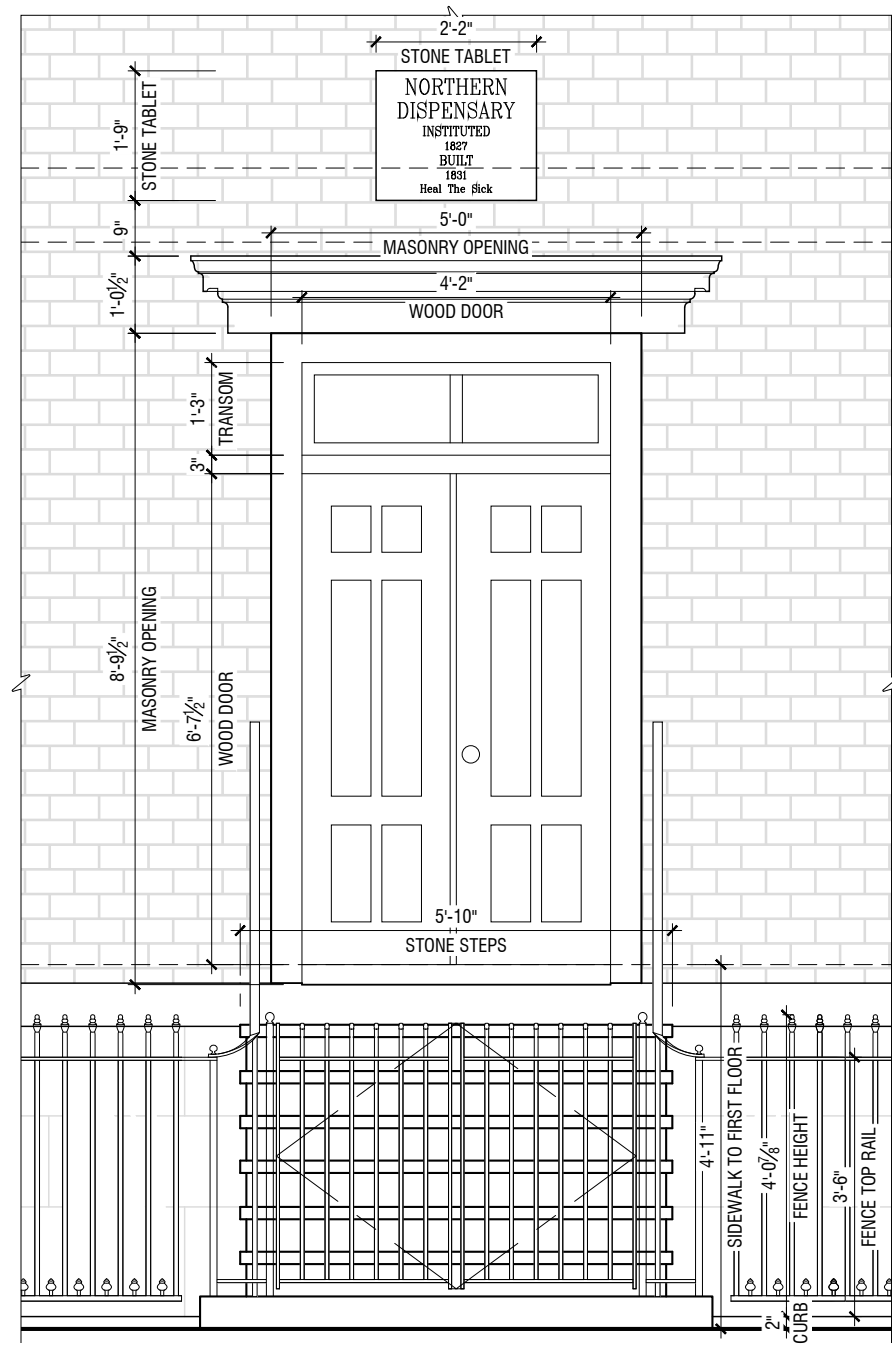 2'-2"
STONE TABLET
NORTHERN
DISPENSARY
INSTITUTED
1827
BUILT
1831
Heal The Sick
1'-9"
STONE TABLET
9"
5'-0"
MASONRY OPENING
1'-0½"
4'-2"
WOOD DOOR
1'-3"
TRANSOM
3"
8'-9½"
MASONRY OPENING
6'-7½"
WOOD DOOR
5'-10"
STONE STEPS
4'-11"
SIDEWALK TO FIRST FLOOR
4'-0⅞"
FENCE HEIGHT
3'-6"
FENCE TOP RAIL
2"
CURB